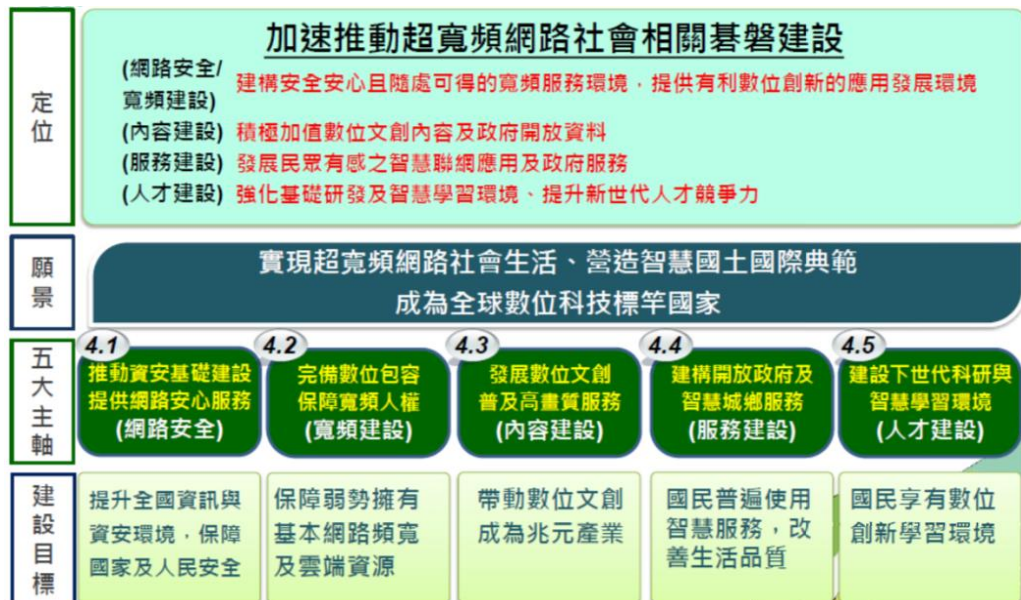 定位
加速推動超寬頻網路社會相關基磐建設
(網路安全/寬頻建設) 建構安全安心且隨處可得的寬頻服務環境，提供有利數位創新的應用發展環境
(內容建設) 積極加值數位文創內容及政府開放資料
(服務建設) 發展民眾有感之智慧聯網應用及政府服務
(人才建設) 強化基礎研發及智慧學習環境、提升新世代人才競爭力
願景
實現超寬頻網路社會生活、營造智慧國土國際典範
成為全球數位科技標竿國家
五大主軸
4.1
推動資安基礎建設
提供網路安心服務
(網路安全)
4.2
完備數位包容
保障寬頻人權
(寬頻建設)
4.3
發展數位文創
普及高畫質服務
(內容建設)
4.4
建構開放政府及
智慧城鄉服務
(服務建設)
4.5
建設下世代科研與
智慧學習環境
(人才建設)
建設目標
提升全國資訊與
資安環境，保障
國家及人民安全
保障弱勢擁有
基本網路頻寬
及雲端資源
帶動數位文創
成為兆元產業
國民普遍使用
智慧服務，改
善生活品質
國民享有數位
創新學習環境